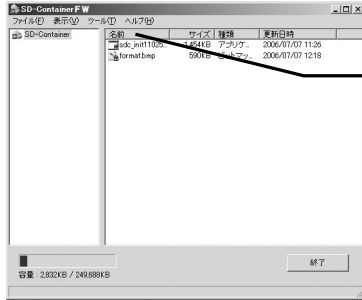 SD-Container F W
ファイル(F) 表示(V) ツール(T) ヘルプ(H)
SD-Container
名前 サイズ 種類 更新日時
sdc_init11026.. 1,454KB アプリケ.. 2006/07/07 11:26
format.bmp 590KB ビットマッ.. 2006/07/07 12:18
容量 : 2,832KB / 249,688KB
終了